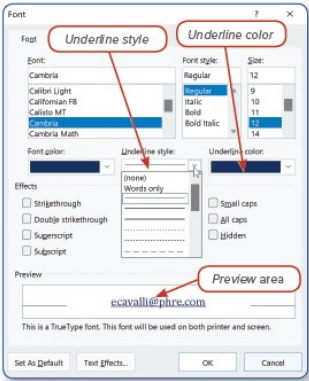 Font
? ×
Font
Underline style
Underline color
Font:
Font style:
Size:
Cambria
Regular
12
Calibri Light
Californian FB
Calisto MT
Cambria
Cambria Math
Regular
Italic
Bold
Bold Italic
9
10
11
12
14
Font color:
Underline style:
Underline color:
(none)
Words only
Effects
Strikethrough
Double strikethrough
Superscript
Subscript
Small caps
All caps
Hidden
Preview
Preview area
ecavalli@phre.com
This is a TrueType font. This font will be used on both printer and screen.
Set As Default
Text Effects...
OK
Cancel